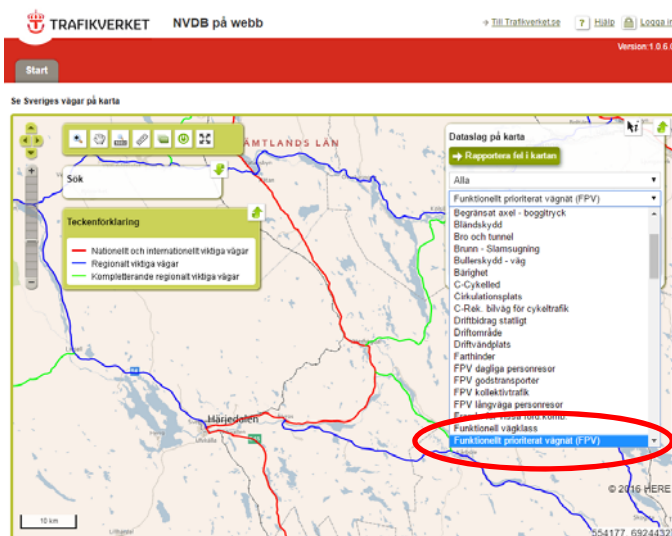 TRAFIKVERKET
NVDB på webb
Till Trafikverket.se
? Hjälp
Logga in
Version:1.0.6.
Start
Se Sveriges vägar på karta
JÄMTLANDS LÄN
Sök
Teckenförklaring
Nationellt och internationellt viktiga vägar
Regionalt viktiga vägar
Kompletterande regionalt viktiga vägar
Dataslag på karta
Rapportera fel i kartan
Alla
Funktionellt prioriterat vägnät (FPV)
Begränsat axel - boggitryck
Bländskydd
Bro och tunnel
Brunn - Slamsugning
Bullerskydd - väg
Bärighet
C-Cykelled
Cirkulationsplats
C-Rek. bilväg för cykeltrafik
Driftbidrag statligt
Driftområde
Driftvändplats
Farthinder
FPV dagliga personresor
FPV godstransporter
FPV kollektivtrafik
FPV långväga personresor
Funktionell vägklass
Funktionellt prioriterat vägnät (FPV)
Härjedalen
© 2016 HERE
10 km
554177, 6924432